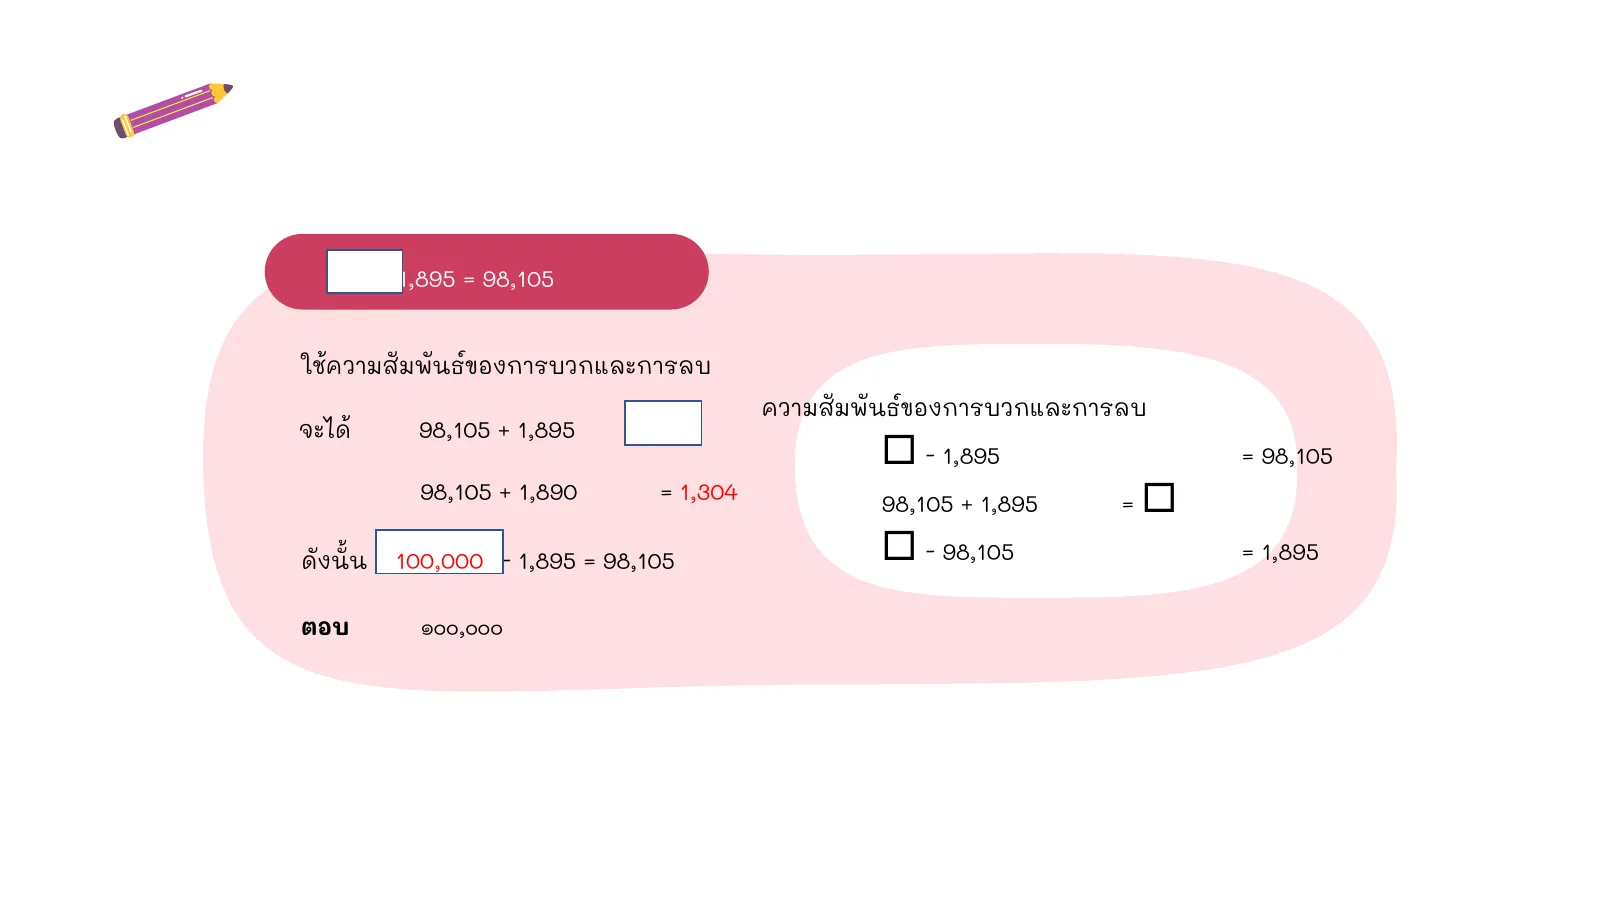 1,895 = 98,105
ใช้ความสัมพันธ์ของการบวกและการลบ
จะได้ 98,105 + 1,895
98,105 + 1,890 = 1,304
ดังนั้น 100,000 - 1,895 = 98,105
ตอบ ๑๐๐,๐๐๐
ความสัมพันธ์ของการบวกและการลบ
□ - 1,895 = 98,105
98,105 + 1,895 = □
□ - 98,105 = 1,895